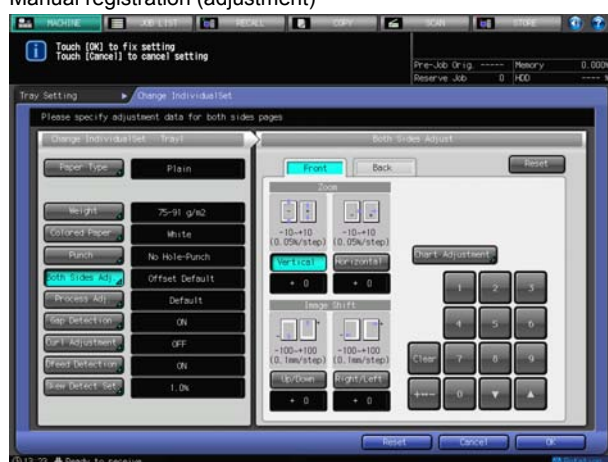 Manual registration (adjustment)
MACHINE JOB LIST RECALL COPY SCAN STORE
Touch [OK] to fix setting
Touch [Cancel] to cancel setting
Pre-Job Orig. ----- Memory 0.000%
Reserve Job 0 HDD ---- %
Tray Setting Change IndividualSet
Please specify adjustment data for both sides pages
Change IndividualSet Tray1
Both Sides Adjust
Paper Type Plain
Front Back Reset
Zoom
Weight 75-91 g/m2
Colored Paper White
-10~+10 -10~+10
(0.05%/step) (0.05%/step)
Punch No Hole-Punch
Vertical Horizontal Chart Adjustment
Both Sides Adj. Offset Default
+ 0 + 0
1 2 3
Process Adj. Default
Image Shift
Gap Detection ON
4 5 6
Curl Adjustment OFF
-100~+100 -100~+100
(0.1mm/step) (0.1mm/step)
Clear 7 8 9
Dfeed Detection ON
Up/Down Right/Left
Skew Detect Set. 1.0%
+ 0 + 0
+←→- 0 ▼ ▲
Reset Cancel OK
13:23 Ready to receive
Rotation